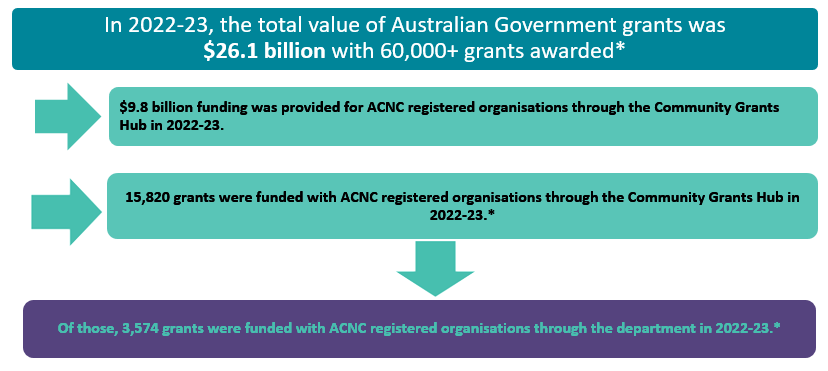 In 2022-23, the total value of Australian Government grants was
$26.1 billion with 60,000+ grants awarded*
$9.8 billion funding was provided for ACNC registered organisations through the Community Grants
Hub in 2022-23.
15,820 grants were funded with ACNC registered organisations through the Community Grants Hub in
2022-23.*
Of those, 3,574 grants were funded with ACNC registered organisations through the department in 2022-23.*